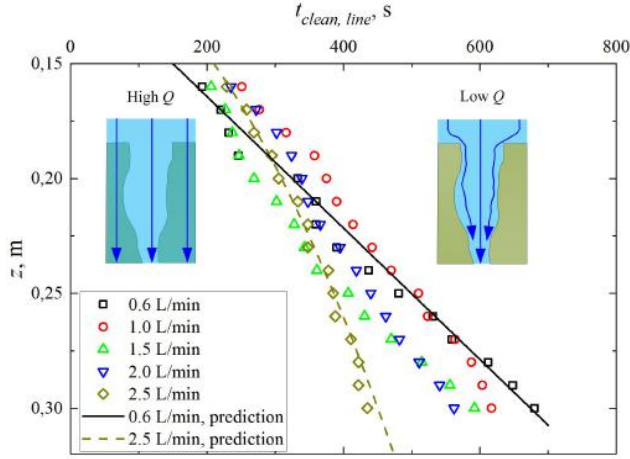 t_clean, line, s
0 200 400 600 800
0,15
High Q
Low Q
0,20
z, m
0,25
0.6 L/min
1.0 L/min
1.5 L/min
2.0 L/min
2.5 L/min
0.6 L/min, prediction
0,30
2.5 L/min, prediction